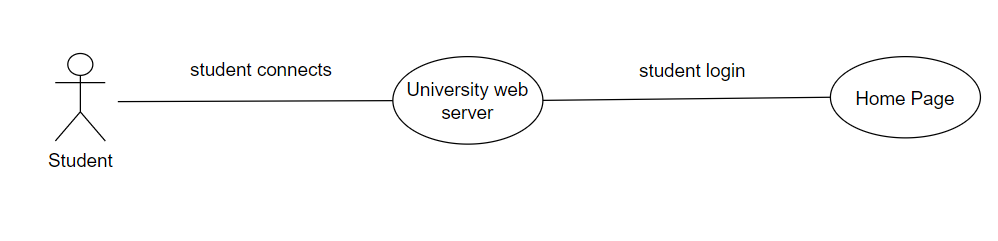 student connects
student login
University web
server
Home Page
Student